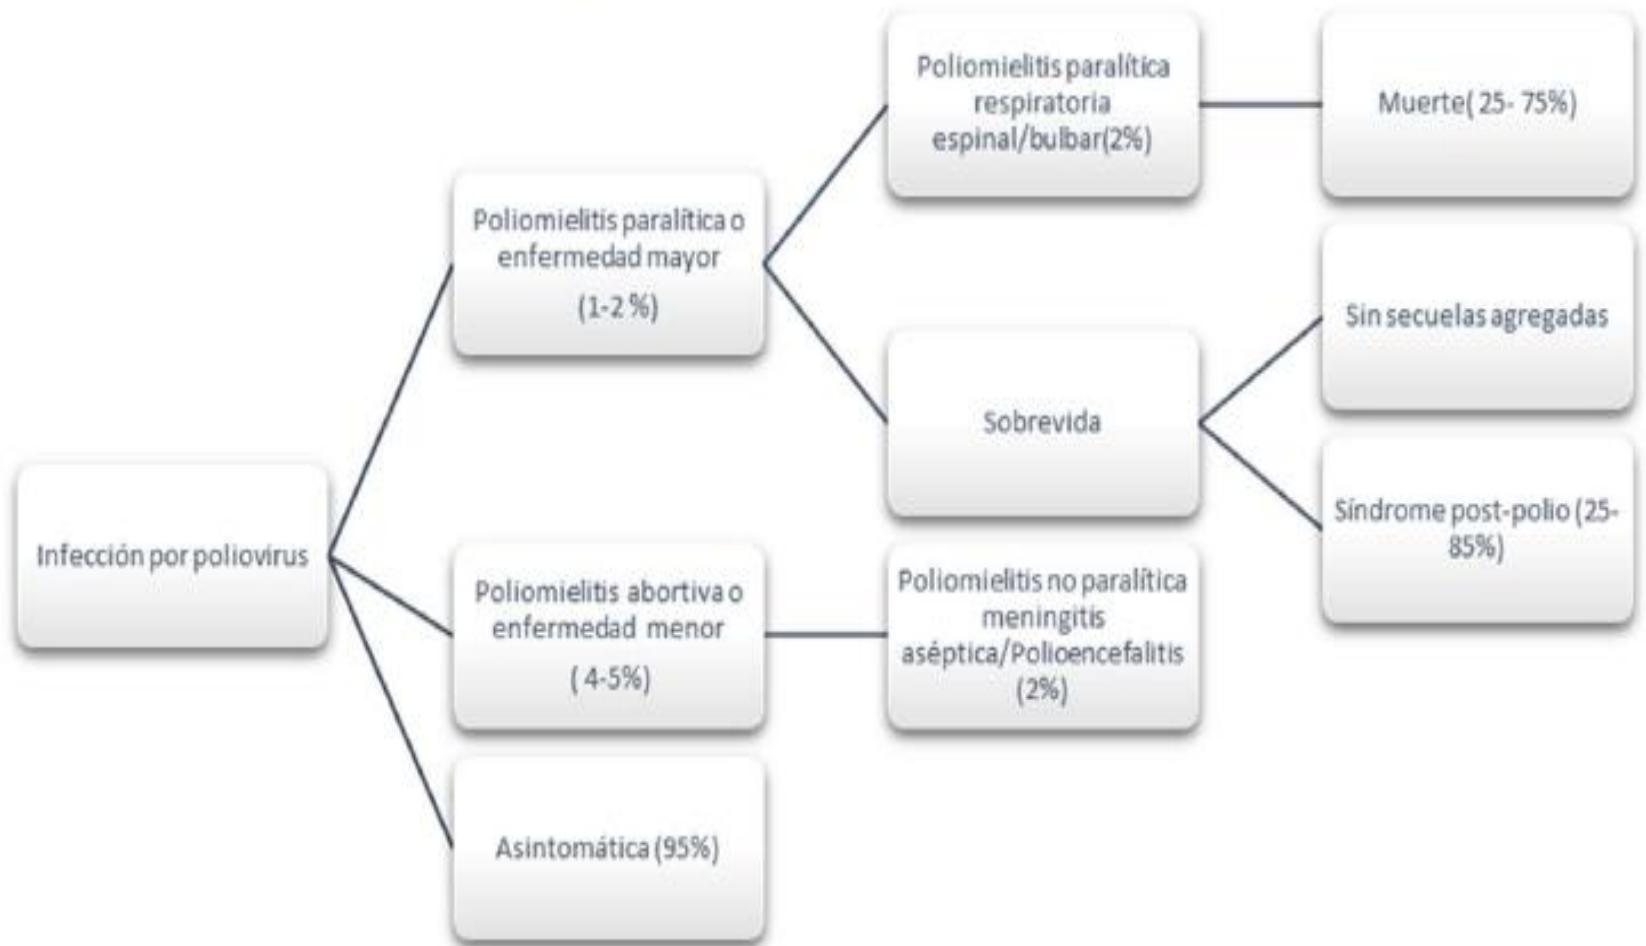 Poliomielitis paralítica
respiratoria
espinal/bulbar(2%)
Muerte( 25- 75%)
Poliomielitis paralítica o
enfermedad mayor
(1-2 %)
Sin secuelas agregadas
Sobrevida
Síndrome post-polio (25-
85%)
Infección por poliovirus
Poliomielitis abortiva o
enfermedad menor
( 4-5%)
Poliomielitis no paralítica
meningitis
aséptica/Polioencefalitis
(2%)
Asintomática (95%)